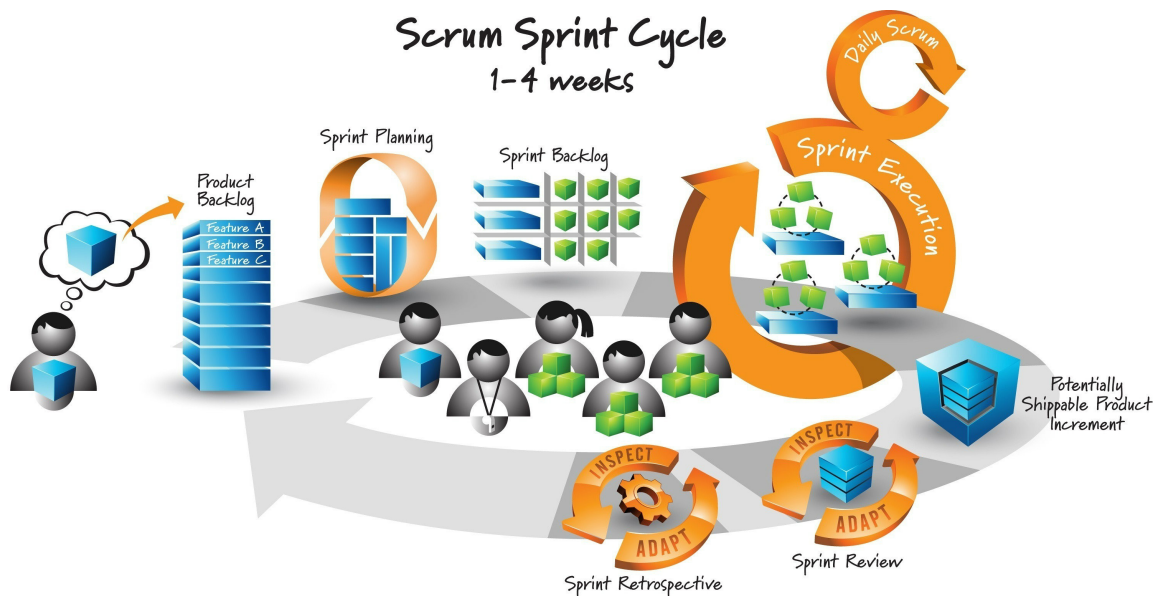 Scrum Sprint Cycle
1-4 weeks
Daily Scrum
Sprint Execution
Sprint Planning
Sprint Backlog
Product
Backlog
Feature A
Feature B
Feature C
Potentially
Shippable Product
Increment
INSPECT
ADAPT
Sprint Review
INSPECT
ADAPT
Sprint Retrospective